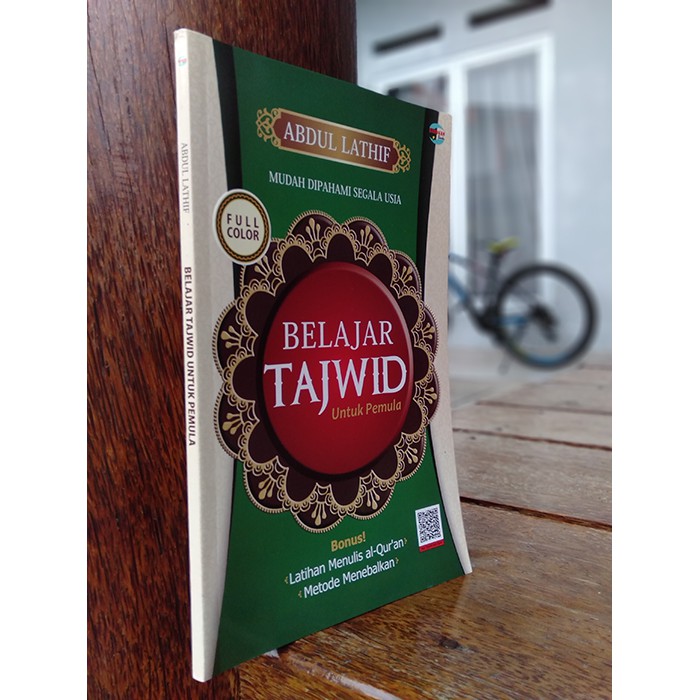 ABDUL LATHIF
MUDAH DIPAHAMI SEGALA USIA
FULL
COLOR
BELAJAR
TAJWID
Untuk Pemula
Bonus!
Latihan Menulis al-Qur'an
Metode Menebalkan
ABDUL LATHIF
BELAJAR TAJWID UNTUK PEMULA